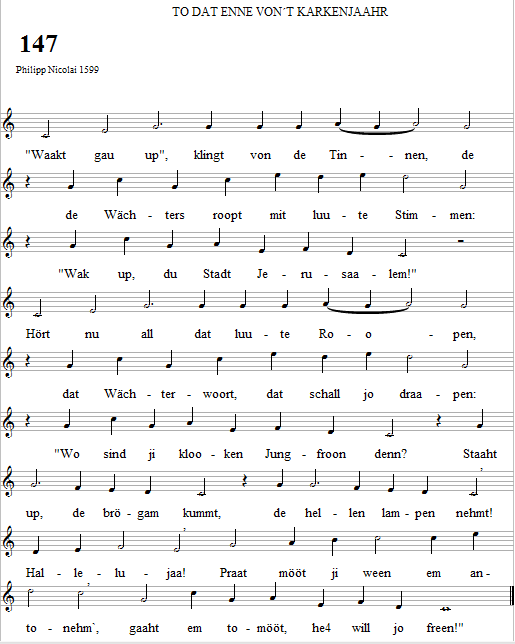 TO DAT ENNE VON´T KARKENJAAHR
147
Philipp Nicolai 1599
"Waakt gau up", klingt von de Tin - - nen, de
de Wäch - ters roopt mit luu - te Stim - men:
"Wak up, du Stadt Je - ru - saa - lem!"
Hört nu all dat luu - te Ro - o - pen,
dat Wäch - ter - woort, dat schall jo draa - pen:
"Wo sind ji kloo - ken Jung - froon denn? Staaht
up, de brö - gam kummt, de hel - len lam - pen nehmt!
Hal - le - lu - jaa! Praat mööt ji ween em an -
to - nehm`, gaaht em to - mööt, he4 will jo freen!"